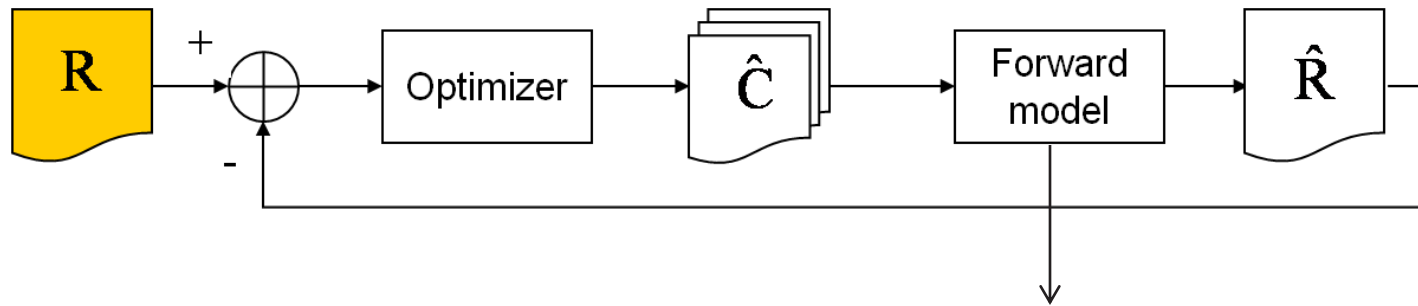 R
+
-
Optimizer
Ĉ
Forward
model
R̂